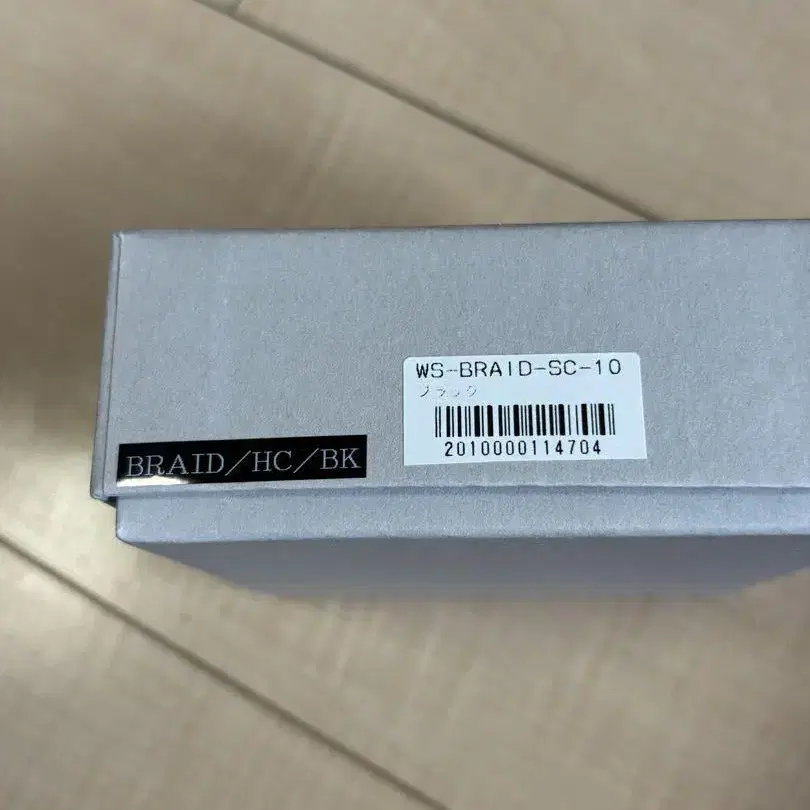 WS-BRAID-SC-10
ブラック
2010000114704
BRAID/HC/BK